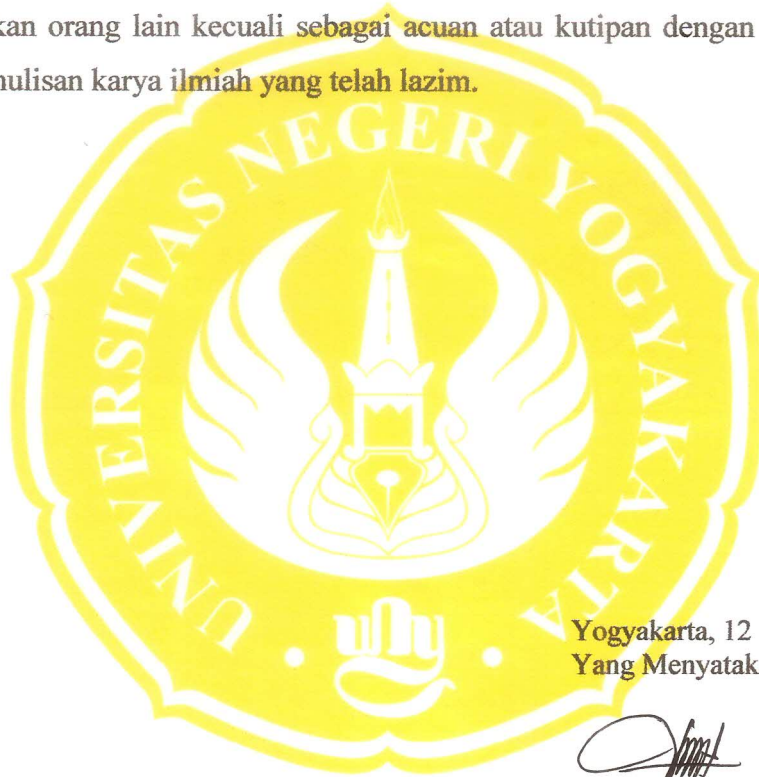 kan orang lain kecuali sebagai acuan atau kutipan dengan
nulisan karya ilmiah yang telah lazim.
UNIVERSITAS NEGERI YOGYAKARTA
uny
Yogyakarta, 12
Yang Menyatak